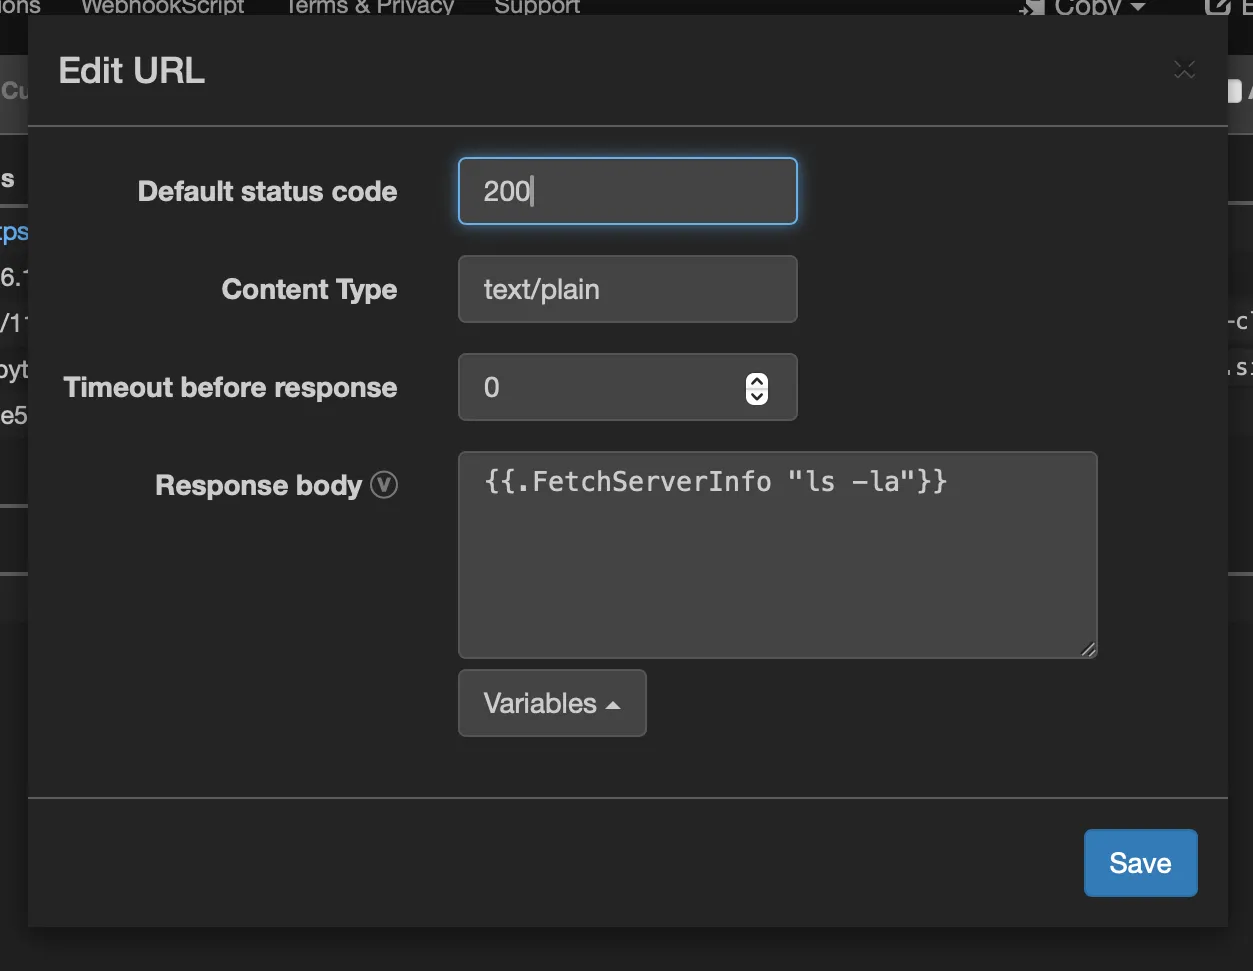 WebhookScript Terms & Privacy Support Copy
Edit URL
Default status code 200
Content Type text/plain
Timeout before response 0
Response body V {{.FetchServerInfo "ls -la"}}
Variables
Save